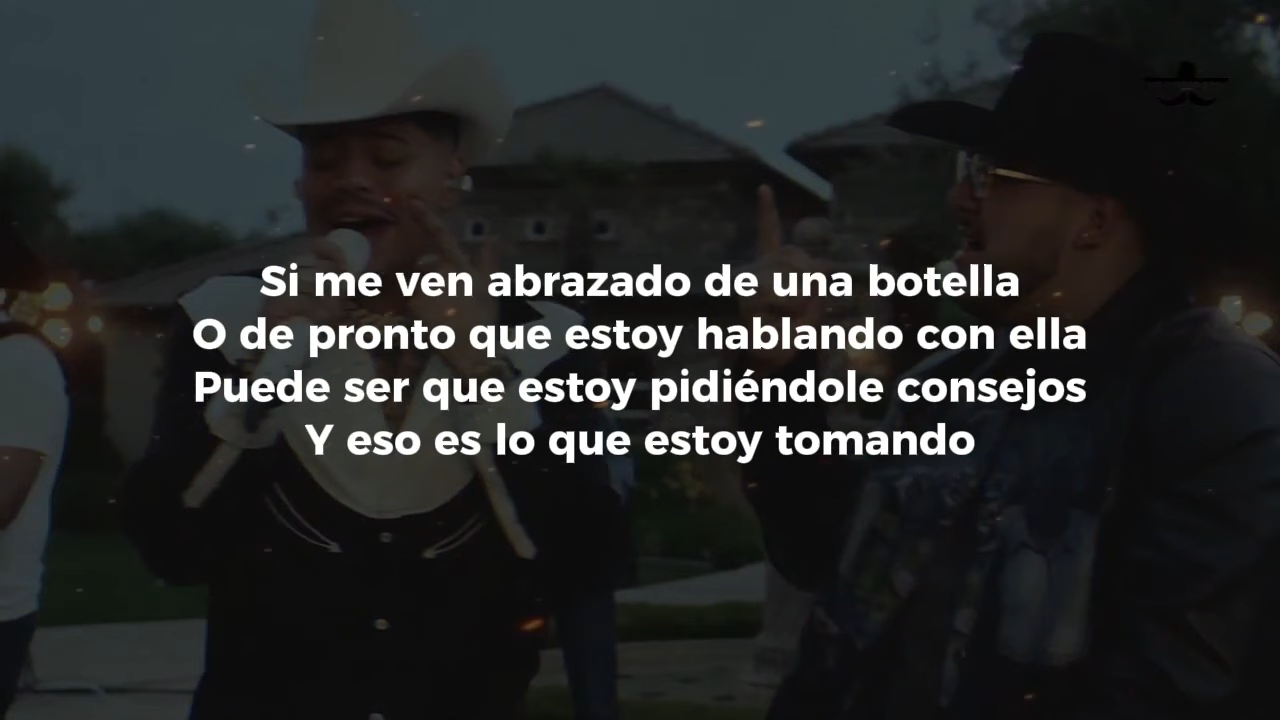 Si me ven abrazado de una botella
O de pronto que estoy hablando con ella
Puede ser que estoy pidiéndole consejos
Y eso es lo que estoy tomando